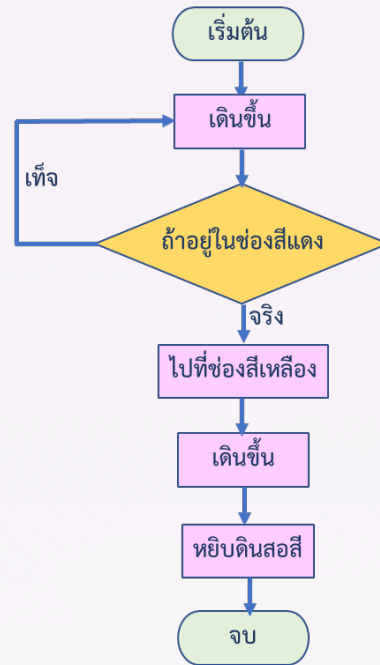 เริ่มต้น
เดินขึ้น
เท็จ
ถ้าอยู่ในช่องสีแดง
จริง
ไปที่ช่องสีเหลือง
เดินขึ้น
หยิบดินสอสี
จบ